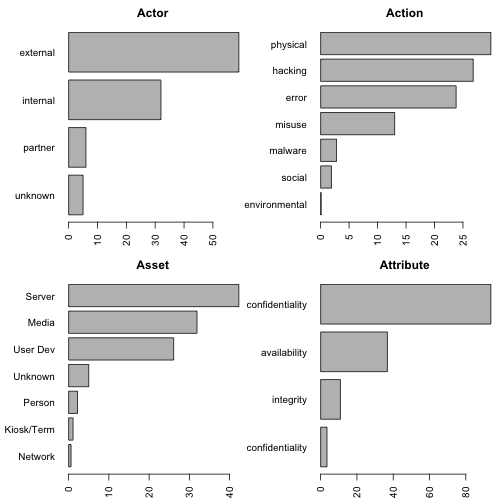 Actor
external
internal
partner
unknown
0 10 20 30 40 50
Action
physical
hacking
error
misuse
malware
social
environmental
0 5 10 15 20 25
Asset
Server
Media
User Dev
Unknown
Person
Kiosk/Term
Network
0 10 20 30 40
Attribute
confidentiality
availability
integrity
confidentiality
0 20 40 60 80